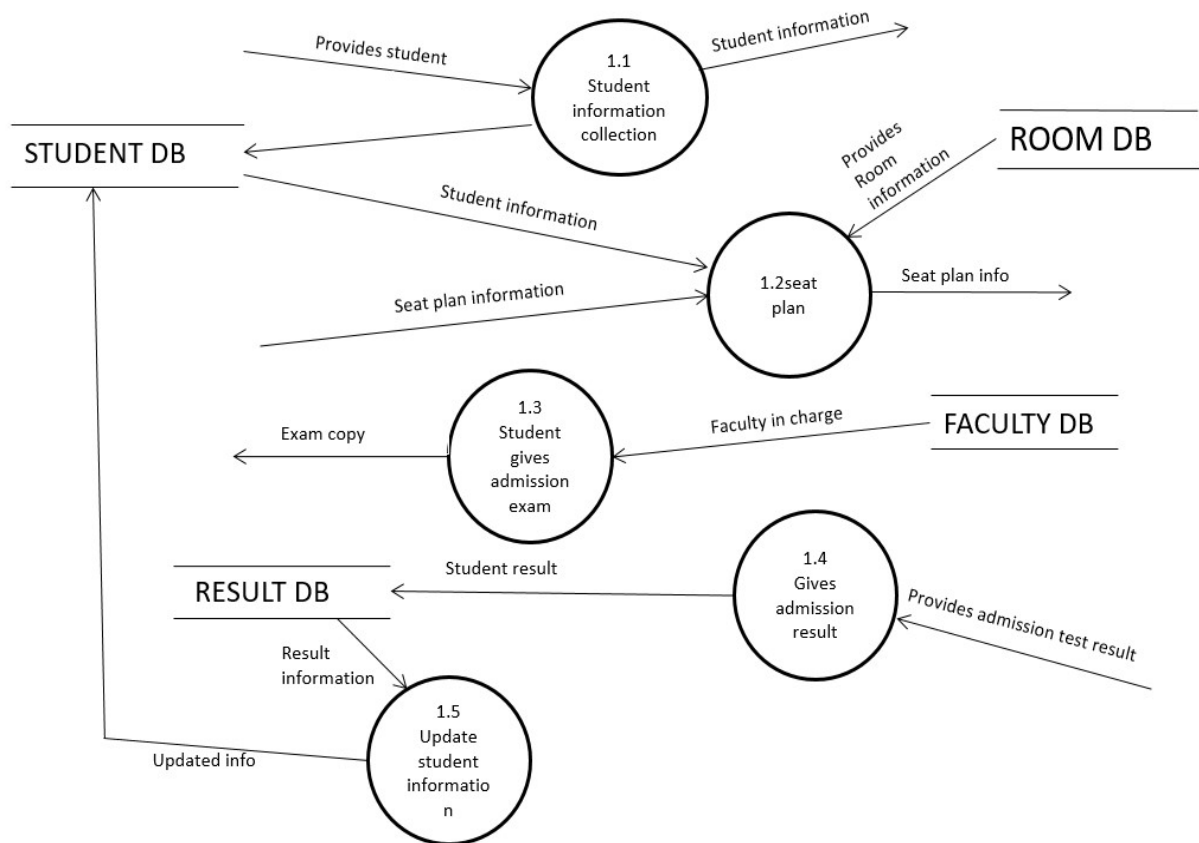 Provides student
1.1
Student
information
collection
Student information
STUDENT DB
Provides
Room
information
ROOM DB
Student information
Seat plan information
1.2seat
plan
Seat plan info
Exam copy
1.3
Student
gives
admission
exam
Faculty in charge
FACULTY DB
RESULT DB
Student result
1.4
Gives
admission
result
Provides admission test result
Result
information
1.5
Update
student
informatio
n
Updated info